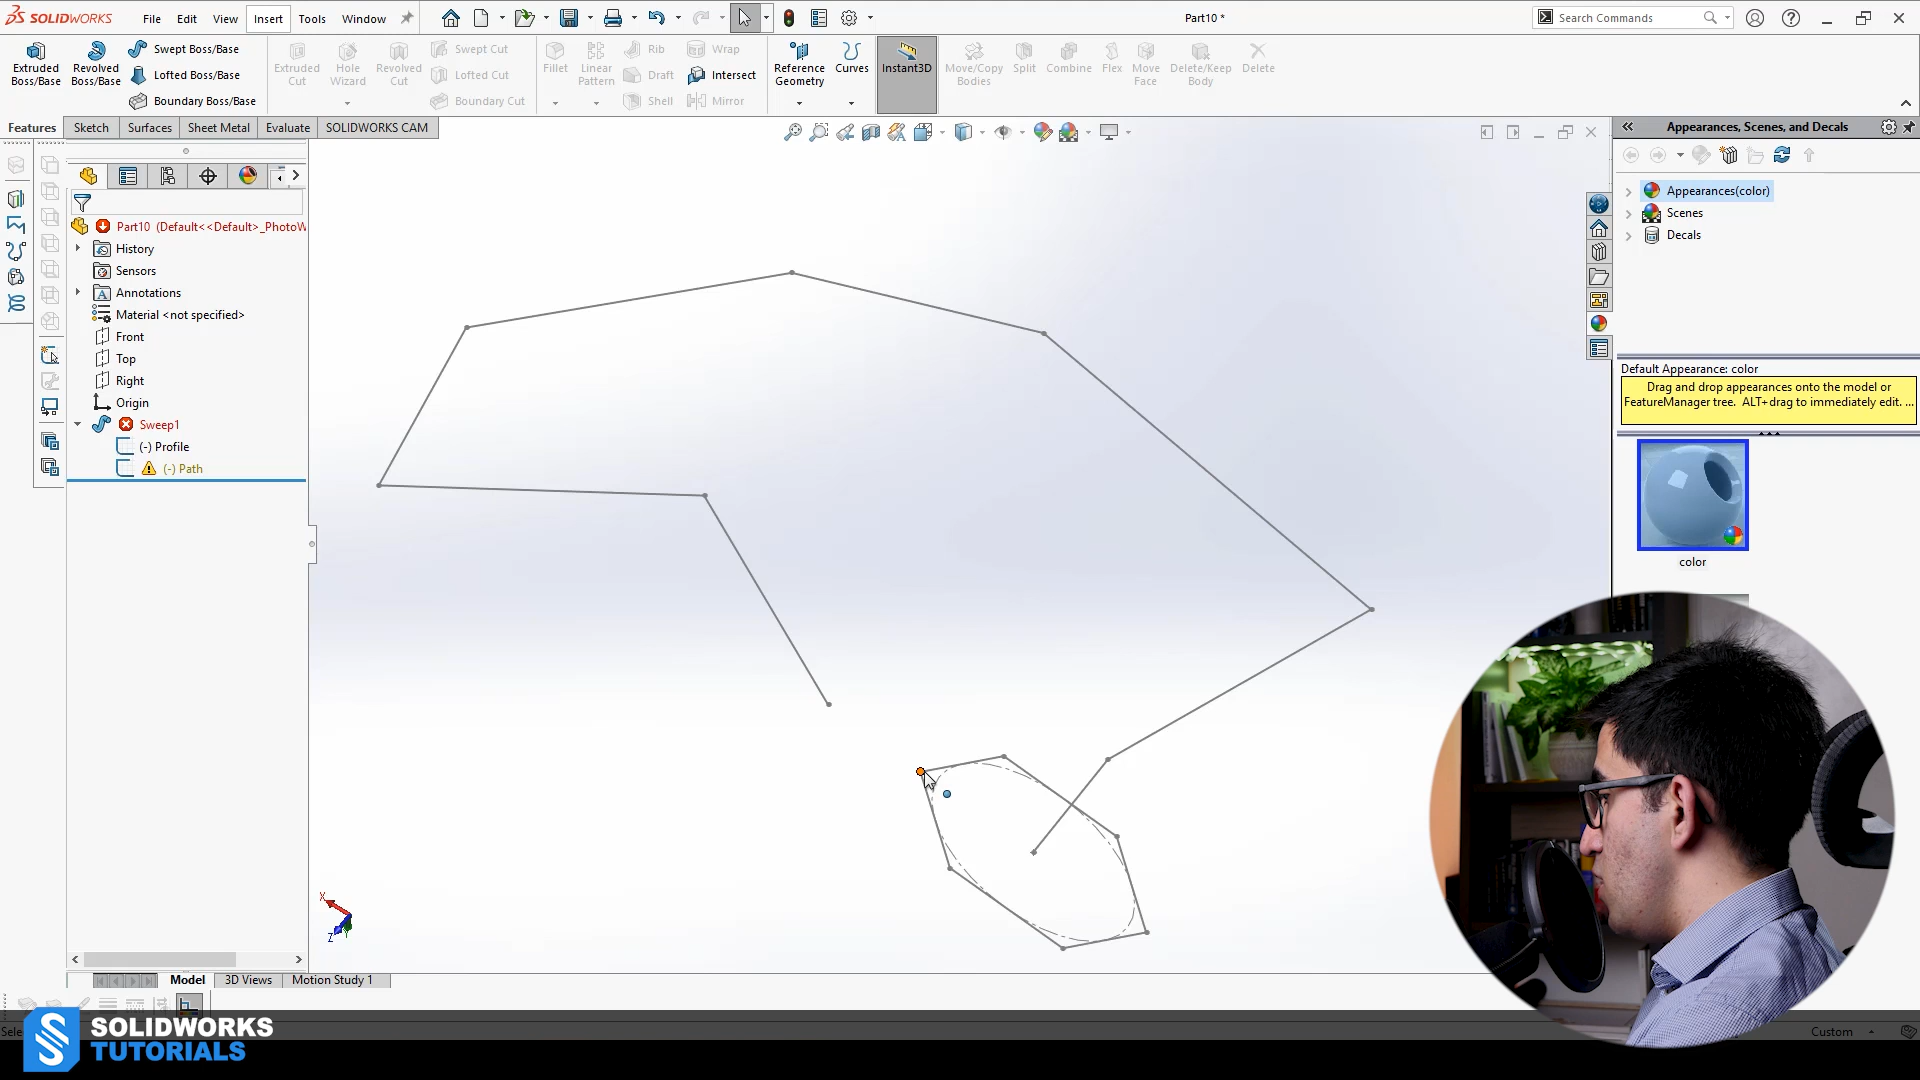 SOLIDWORKS
File Edit View Insert Tools Window
Part10 *
Search Commands
Extruded Boss/Base
Revolved Boss/Base
Swept Boss/Base
Lofted Boss/Base
Boundary Boss/Base
Extruded Cut
Hole Wizard
Revolved Cut
Swept Cut
Lofted Cut
Boundary Cut
Fillet
Linear Pattern
Rib
Draft
Shell
Wrap
Intersect
Mirror
Reference Geometry
Curves
Instant3D
Move/Copy Bodies
Split
Combine
Flex
Move Face
Delete/Keep Body
Delete
Features Sketch Surfaces Sheet Metal Evaluate SOLIDWORKS CAM
Part10 (Default<<Default>_PhotoW
History
Sensors
Annotations
Material <not specified>
Front
Top
Right
Origin
Sweep1
(-) Profile
(-) Path
X
Z
Appearances, Scenes, and Decals
Appearances(color)
Scenes
Decals
Default Appearance: color
Drag and drop appearances onto the model or
FeatureManager tree. ALT+drag to immediately edit. ...
color
Model 3D Views Motion Study 1
SOLIDWORKS
TUTORIALS
Custom